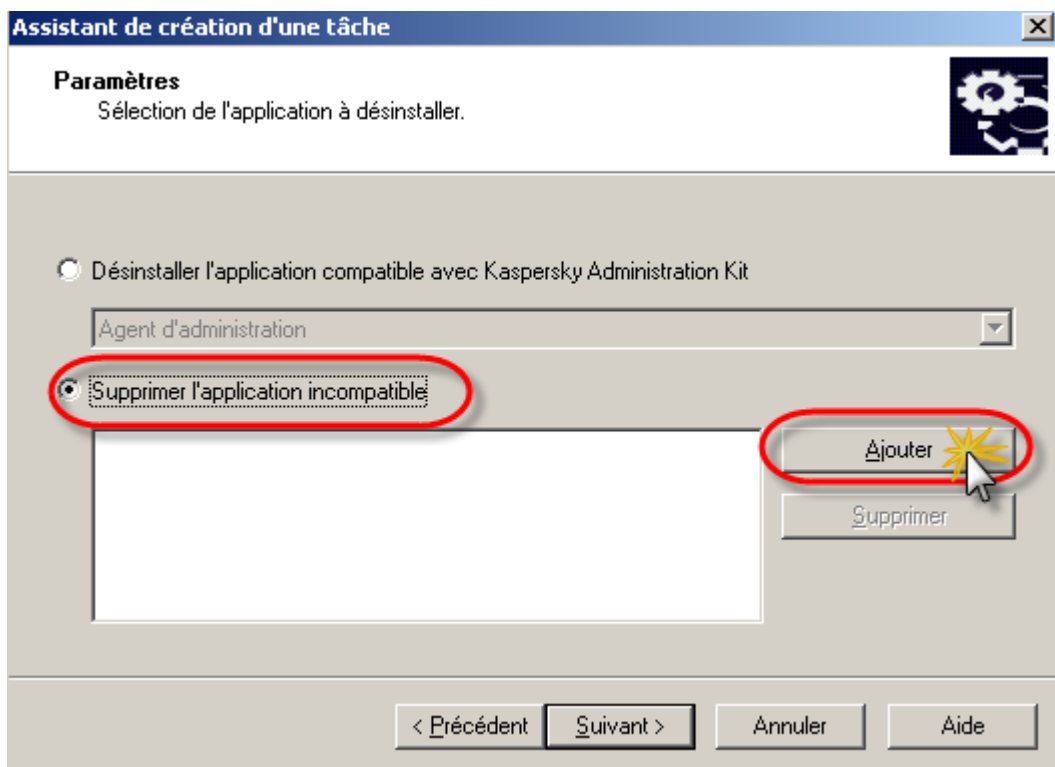 Assistant de création d'une tâche
Paramètres
Sélection de l'application à désinstaller.
Désinstaller l'application compatible avec Kaspersky Administration Kit
Agent d'administration
Supprimer l'application incompatible
Ajouter
Supprimer
< Précédent
Suivant >
Annuler
Aide